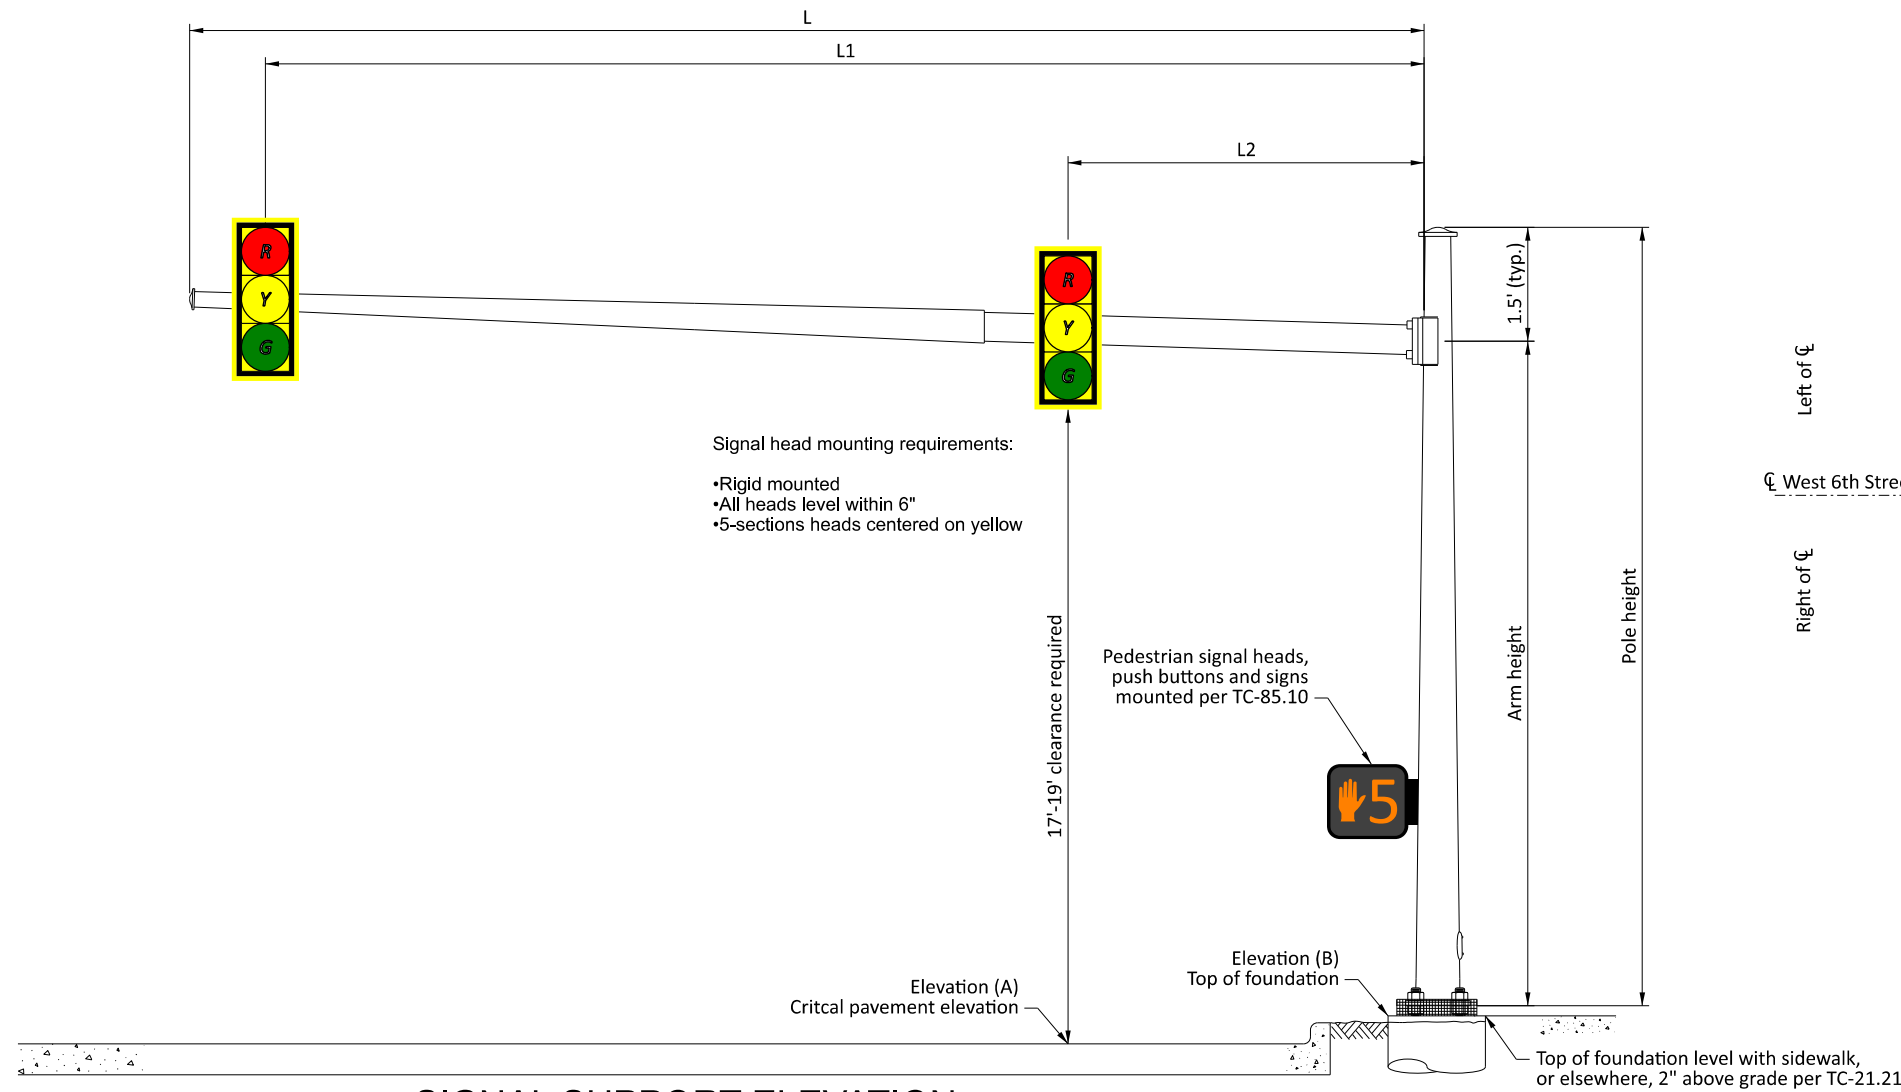 L
L1
L2
R
Y
G
R
Y
G
1.5' (typ.)
Left of ℄
℄ West 6th
Right of ℄
Signal head mounting requirements:
•Rigid mounted
•All heads level within 6"
•5-sections heads centered on yellow
17'-19' clearance required
Pedestrian signal heads,
push buttons and signs
mounted per TC-85.10
5
Arm height
Pole height
Elevation (A)
Critcal pavement elevation
Elevation (B)
Top of foundation
Top of foundation level with sidewalk,
or elsewhere, 2" above grade per TC-21.21
SIGNAL SUPPORT ELEVATION